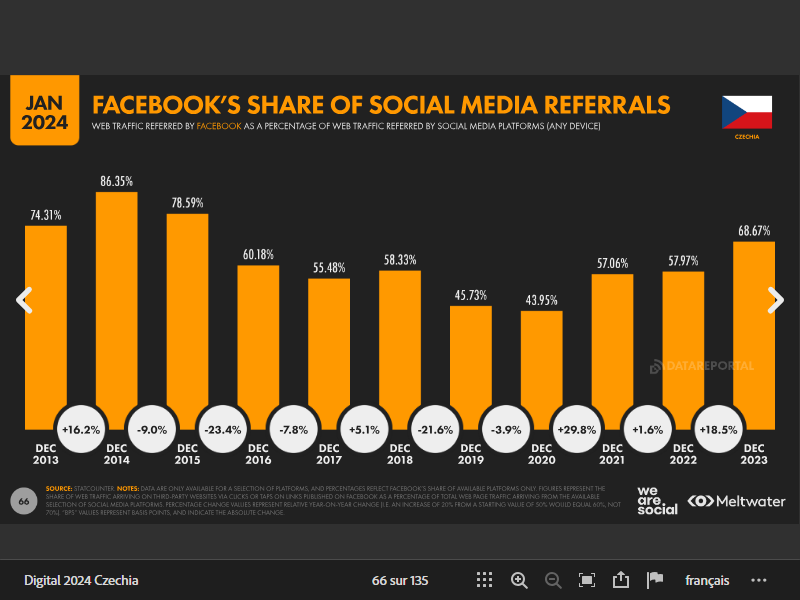 JAN
2024
FACEBOOK'S SHARE OF SOCIAL MEDIA REFERRALS
WEB TRAFFIC REFERRED BY FACEBOOK AS A PERCENTAGE OF WEB TRAFFIC REFERRED BY SOCIAL MEDIA PLATFORMS (ANY DEVICE)
CZECHIA
74.31%
86.35%
78.59%
60.18%
55.48%
58.33%
45.73%
43.95%
57.06%
57.97%
68.67%
DATAREPORTAL
+16.2%
-9.0%
-23.4%
-7.8%
+5.1%
-21.6%
-3.9%
+29.8%
+1.6%
+18.5%
DEC
2013
DEC
2014
DEC
2015
DEC
2016
DEC
2017
DEC
2018
DEC
2019
DEC
2020
DEC
2021
DEC
2022
DEC
2023
66
SOURCE: STATCOUNTER. NOTES: DATA ARE ONLY AVAILABLE FOR A SELECTION OF PLATFORMS, AND PERCENTAGES REFLECT FACEBOOK'S SHARE OF AVAILABLE PLATFORMS ONLY. FIGURES REPRESENT THE
SHARE OF WEB TRAFFIC ARRIVING ON THIRD-PARTY WEBSITES VIA CLICKS OR TAPS ON LINKS PUBLISHED ON FACEBOOK AS A PERCENTAGE OF TOTAL WEB PAGE TRAFFIC ARRIVING FROM THE AVAILABLE
SELECTION OF SOCIAL MEDIA PLATFORMS. PERCENTAGE CHANGE VALUES REPRESENT RELATIVE YEAR-ON-YEAR CHANGE (I.E. AN INCREASE OF 20% FROM A STARTING VALUE OF 50% WOULD EQUAL 60%, NOT
70%). "BPS" VALUES REPRESENT BASIS POINTS, AND INDICATE THE ABSOLUTE CHANGE.
we
are.
social
Meltwater
Digital 2024 Czechia
66 sur 135
français